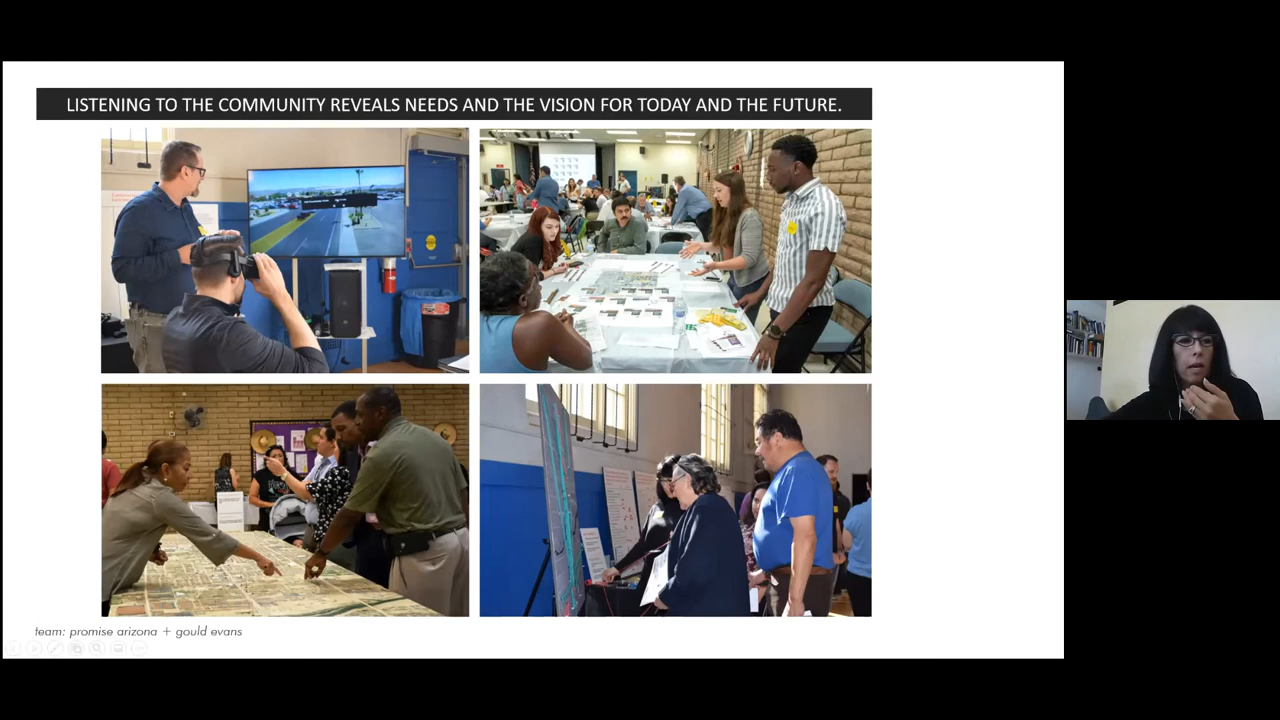 LISTENING TO THE COMMUNITY REVEALS NEEDS AND THE VISION FOR TODAY AND THE FUTURE.
team: promise arizona + gould evans